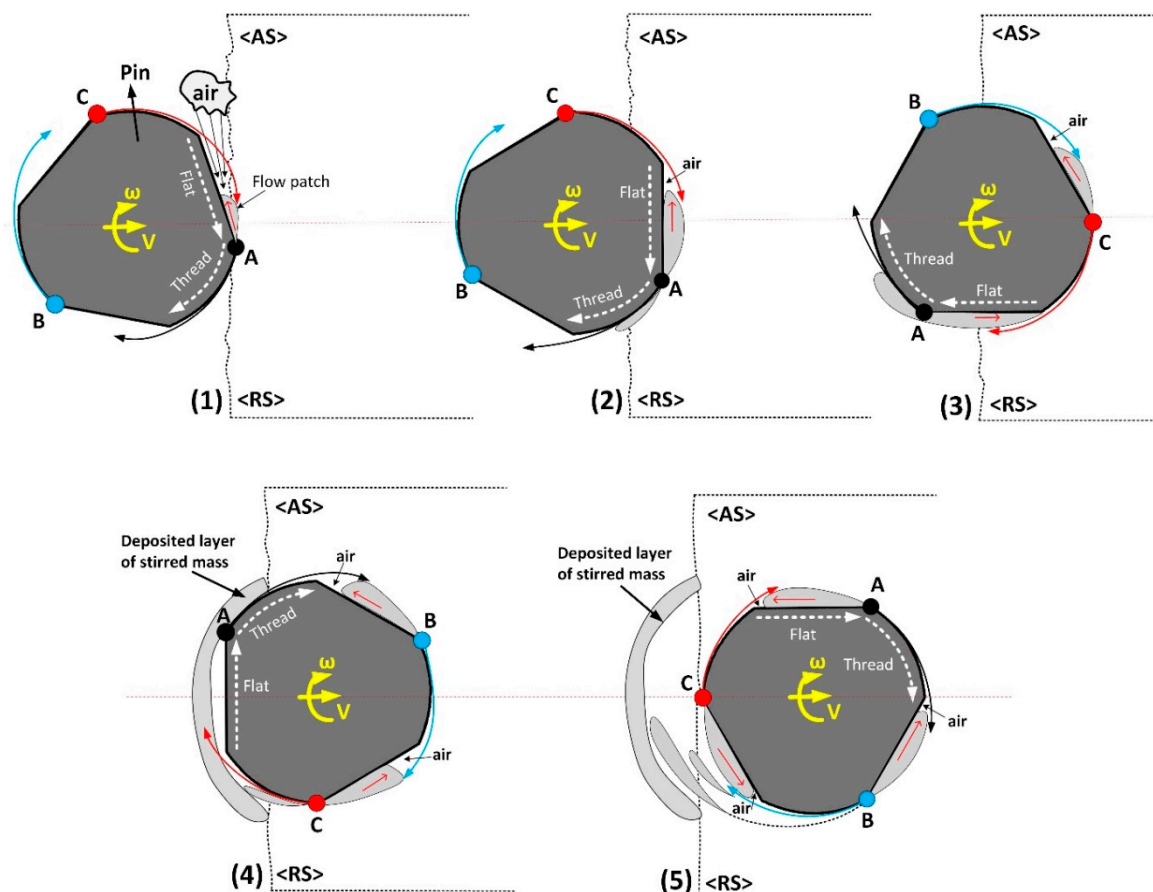 <AS>
Pin
C
air
Flat
Flow patch
ω
V
A
Thread
B
(1)
<RS>
<AS>
C
air
Flat
ω
V
A
B
Thread
(2)
<RS>
<AS>
B
air
ω
V
C
Thread
Flat
A
(3)
<RS>
<AS>
Deposited layer
of stirred mass
air
A
Thread
B
ω
Flat
V
air
C
(4)
<RS>
<AS>
Deposited layer
of stirred mass
air
A
Flat
Thread
ω
C
V
air
air
B
(5)
<RS>